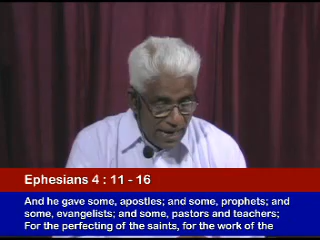 Ephesians 4 : 11 - 16
And he gave some, apostles; and some, prophets; and
some, evangelists; and some, pastors and teachers;
For the perfecting of the saints, for the work of the